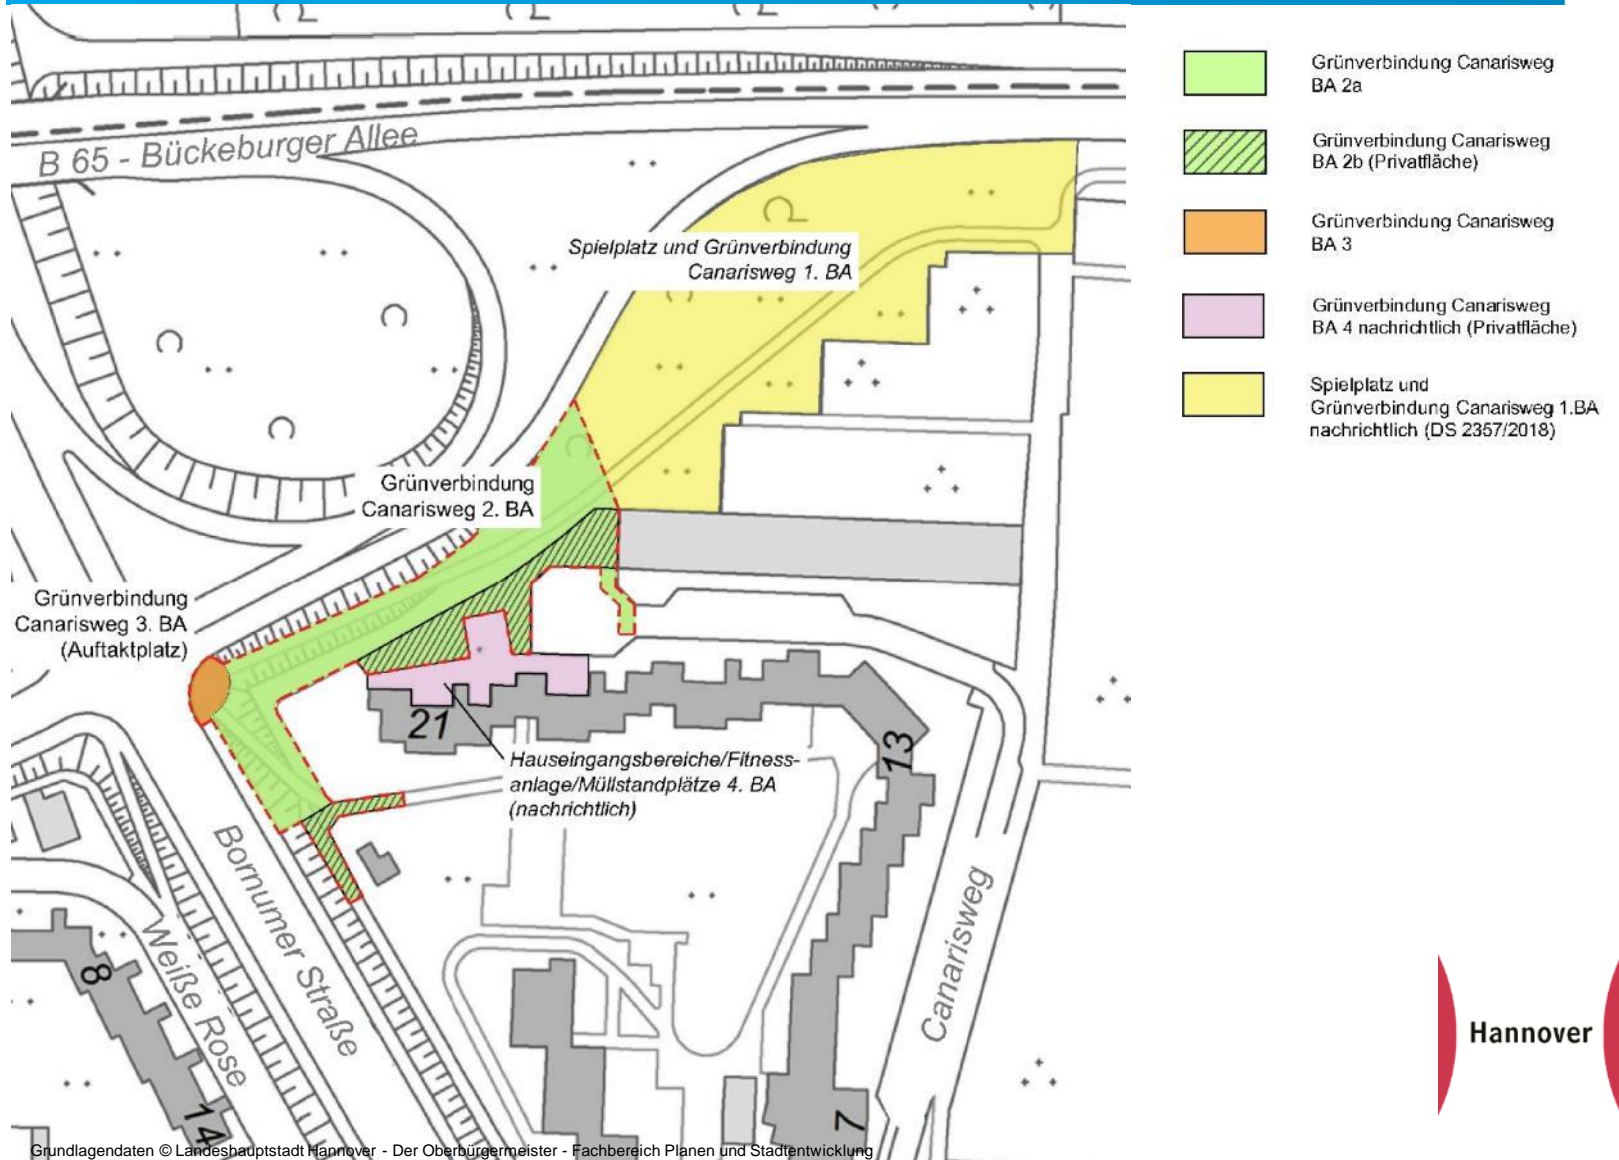 B 65 - Bückeburger Allee
Spielplatz und Grünverbindung
Canarisweg 1. BA
Grünverbindung
Canarisweg 2. BA
Grünverbindung
Canarisweg 3. BA
(Auftaktplatz)
21
13
Hauseingangsbereiche/Fitness-
anlage/Müllstandplätze 4. BA
(nachrichtlich)
Bornumer Straße
Weiße Rose
Canarisweg
8
14
7
Grünverbindung Canarisweg
BA 2a
Grünverbindung Canarisweg
BA 2b (Privatfläche)
Grünverbindung Canarisweg
BA 3
Grünverbindung Canarisweg
BA 4 nachrichtlich (Privatfläche)
Spielplatz und
Grünverbindung Canarisweg 1.BA
nachrichtlich (DS 2357/2018)
Hannover
Grundlagendaten © Landeshauptstadt Hannover - Der Oberbürgermeister - Fachbereich Planen und Stadtentwicklung